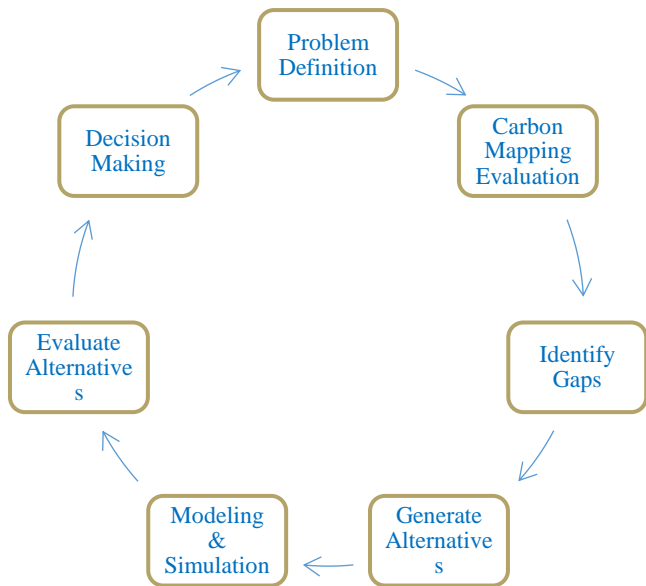 Problem
Definition
Carbon
Mapping
Evaluation
Identify
Gaps
Generate
Alternative
s
Modeling
&
Simulation
Evaluate
Alternative
s
Decision
Making